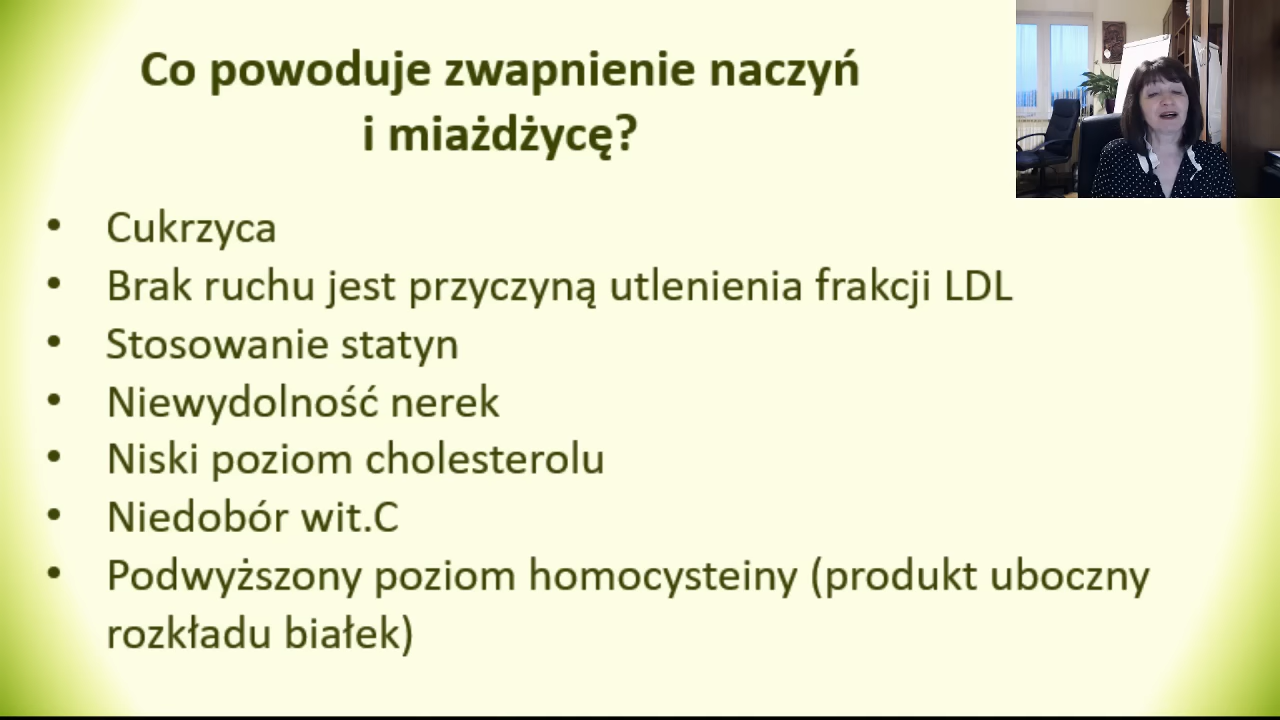 Co powoduje zwapnienie naczyń
i miażdżycę?
• Cukrzyca
• Brak ruchu jest przyczyną utlenienia frakcji LDL
• Stosowanie statyn
• Niewydolność nerek
• Niski poziom cholesterolu
• Niedobór wit.C
• Podwyższony poziom homocysteiny (produkt uboczny
rozkładu białek)